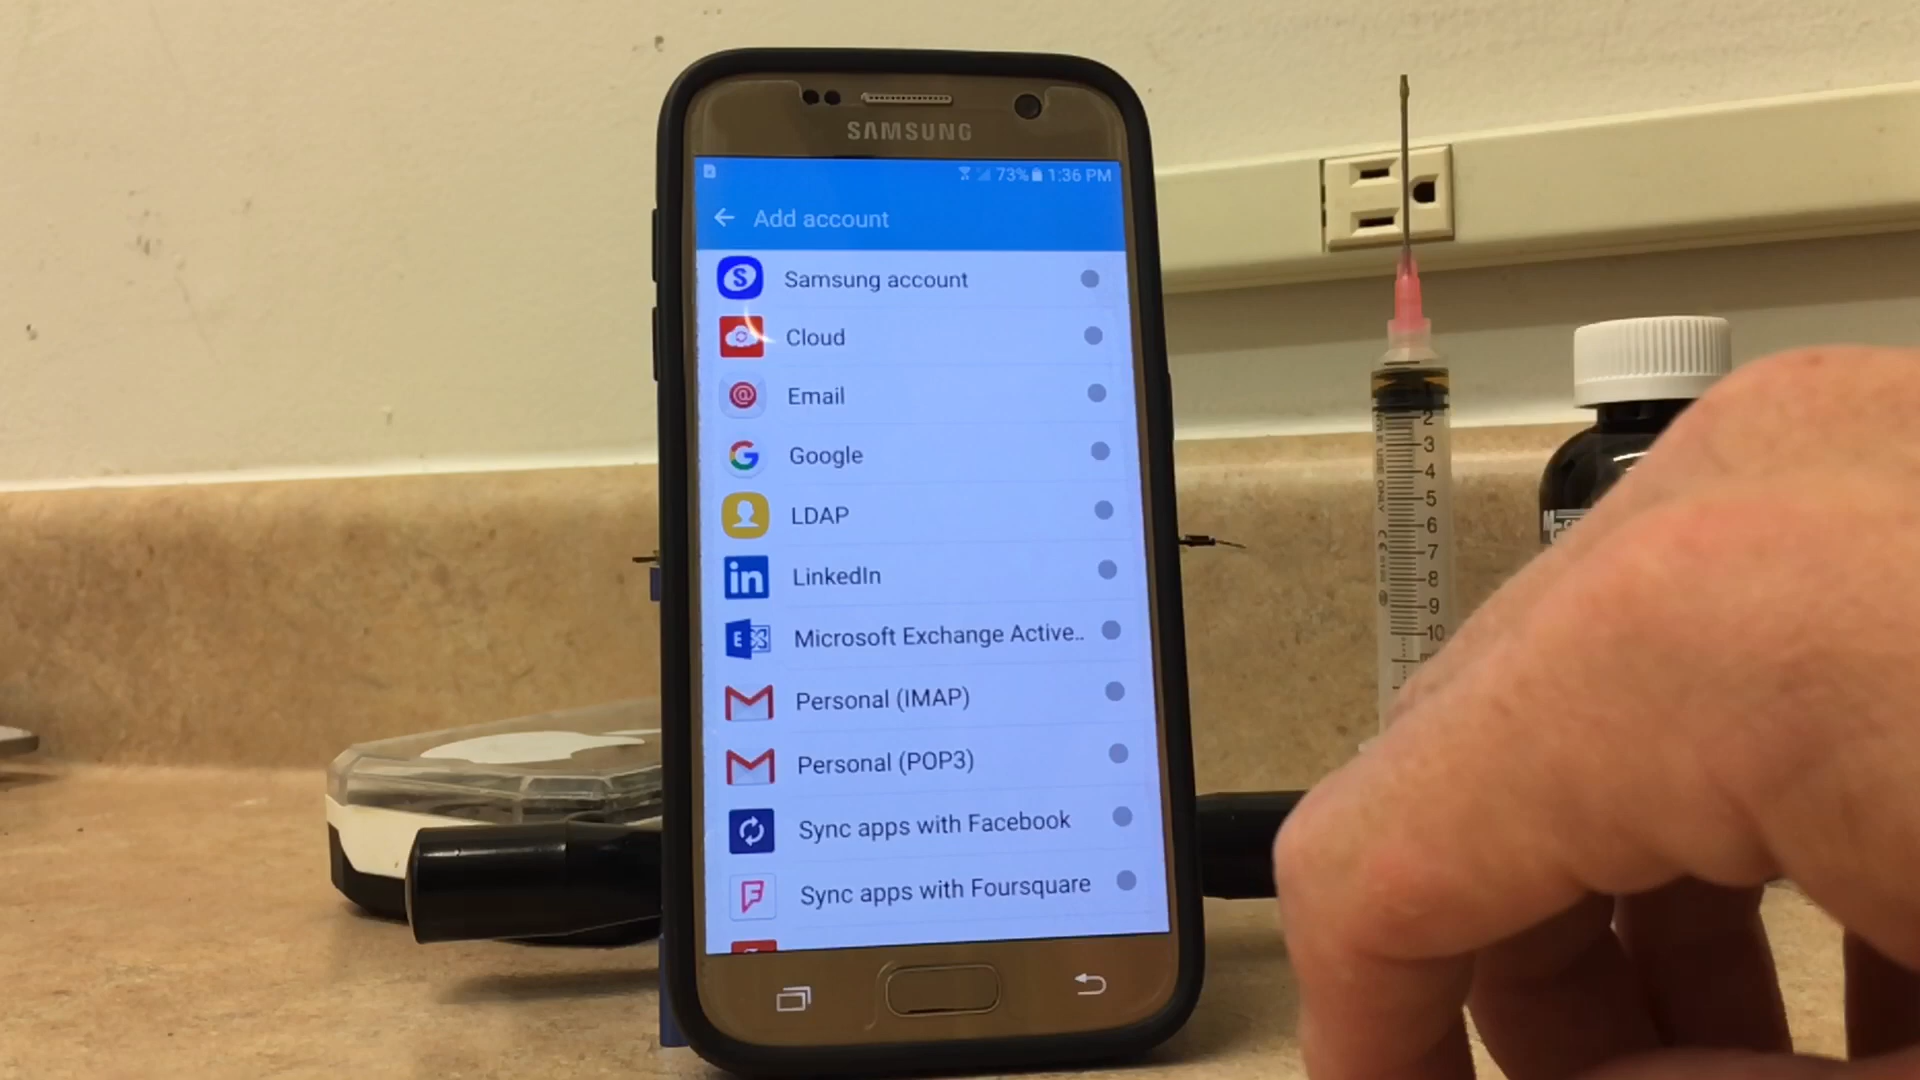 SAMSUNG
73% 1:36 PM
Add account
Samsung account
Cloud
Email
Google
LDAP
LinkedIn
Microsoft Exchange Active..
Personal (IMAP)
Personal (POP3)
Sync apps with Facebook
Sync apps with Foursquare
2
3
4
5
6
7
8
9
10